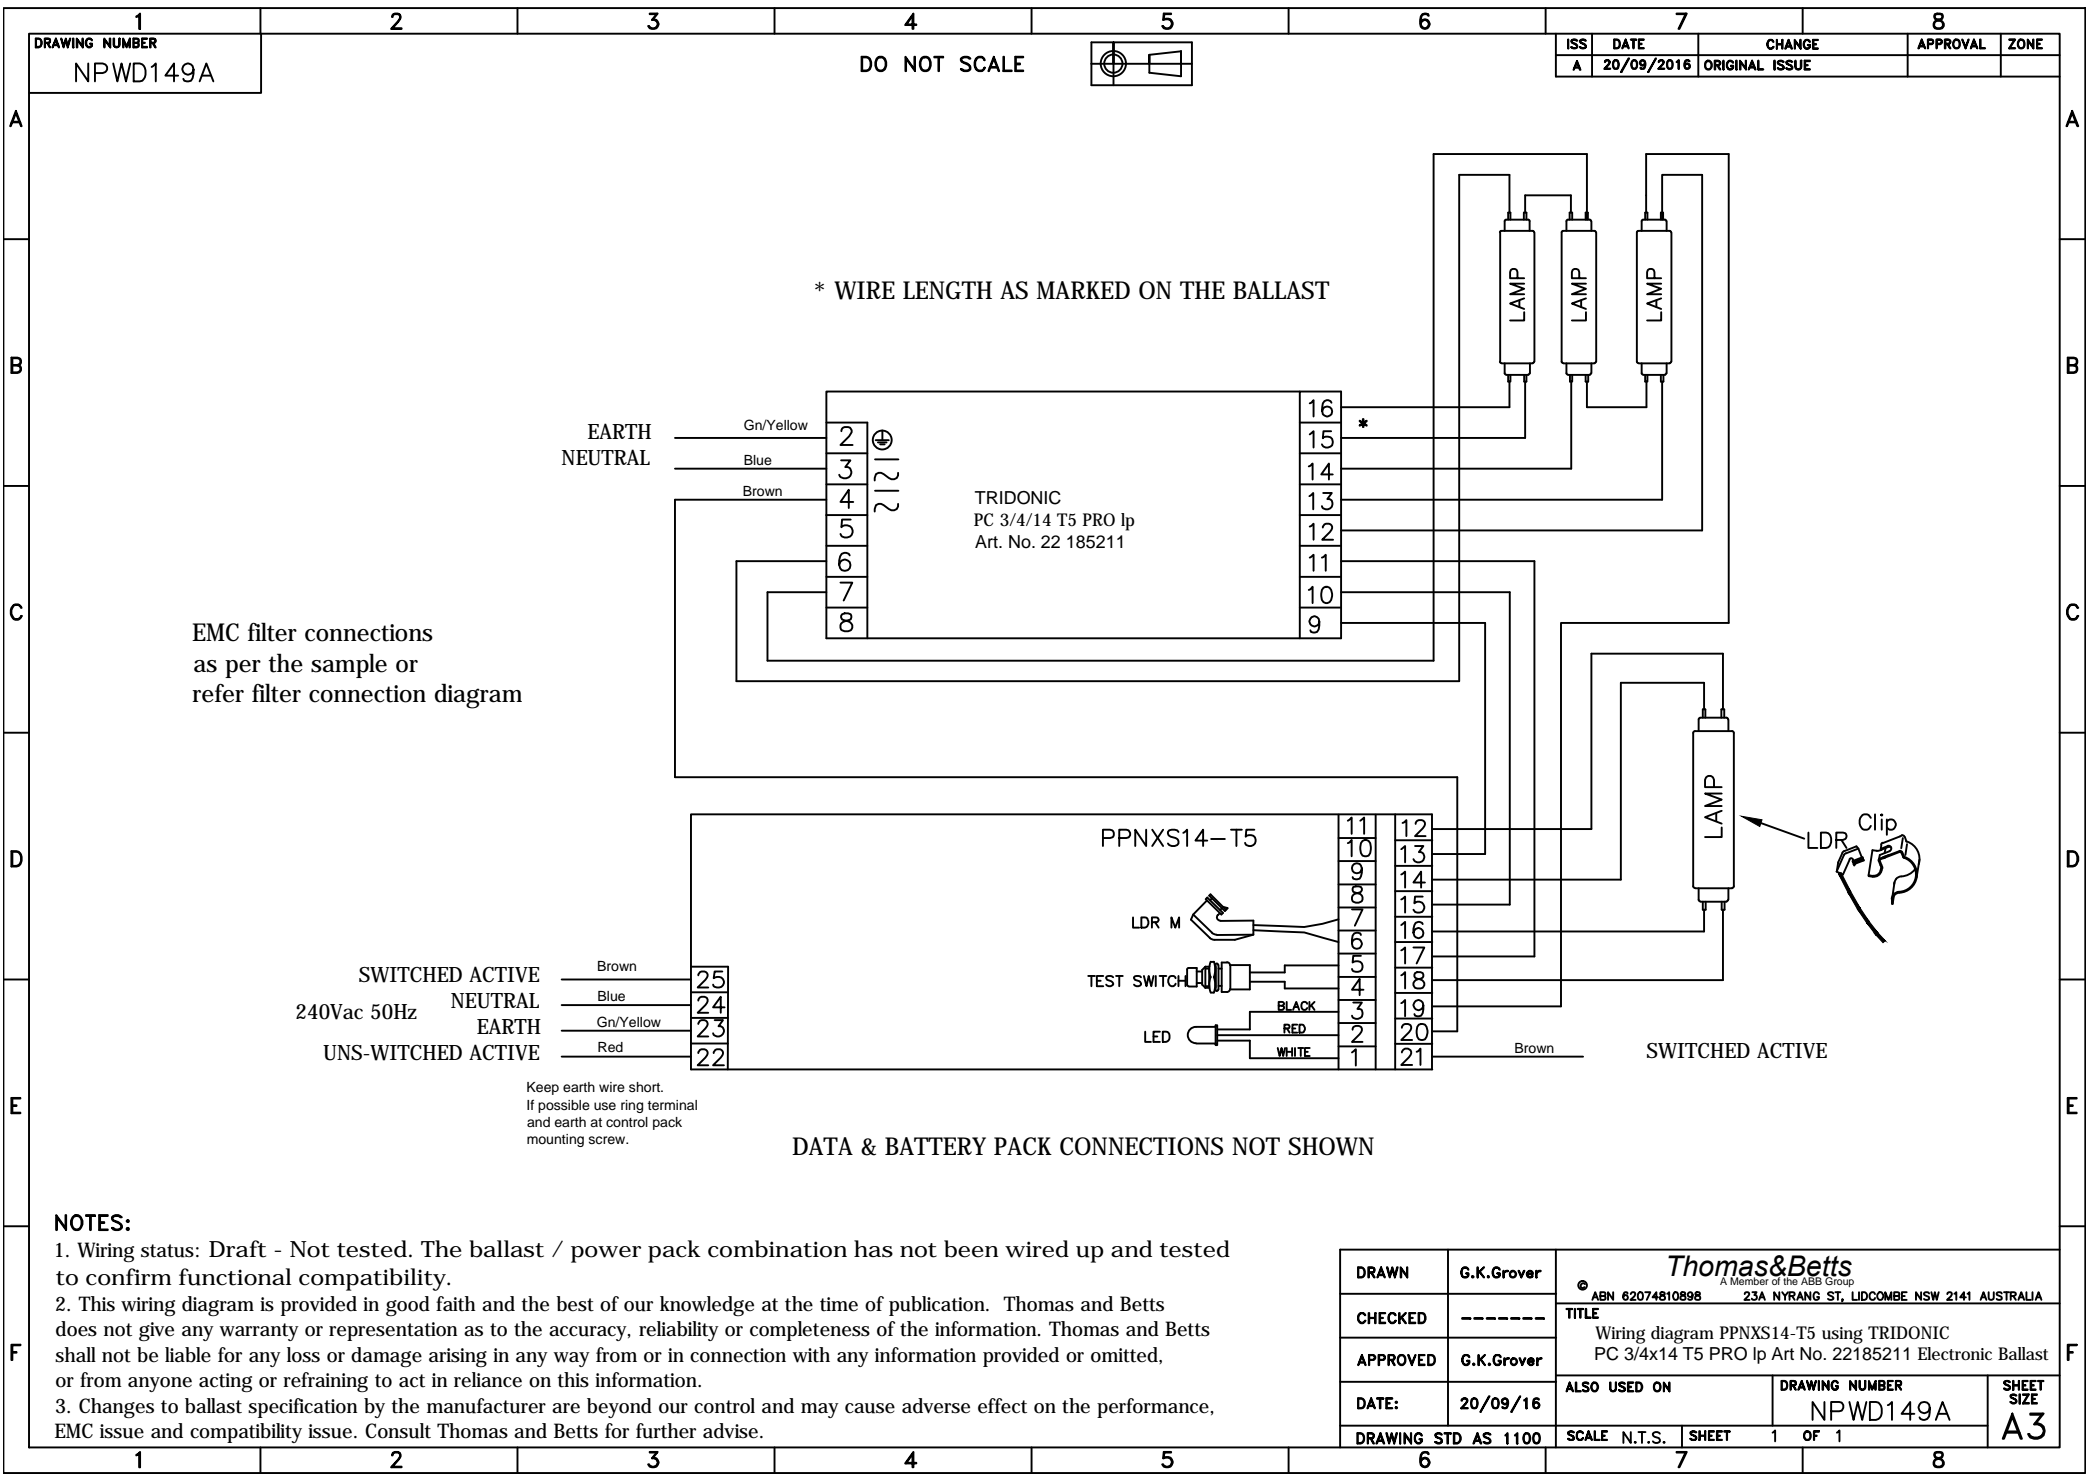 1 2 3 4 5 6 7 8
DRAWING NUMBER
NPWD149A
DO NOT SCALE
ISS DATE CHANGE APPROVAL ZONE
A 20/09/2016 ORIGINAL ISSUE
A A
LAMP LAMP LAMP
* WIRE LENGTH AS MARKED ON THE BALLAST
B B
EARTH Gn/Yellow 2
NEUTRAL Blue 3
Brown 4
5
6
7
8
TRIDONIC
PC 3/4/14 T5 PRO lp
Art. No. 22 185211
16
*
15
14
13
12
11
10
9
C C
EMC filter connections
as per the sample or
refer filter connection diagram
PPNXS14-T5
11 12
10 13
9 14
8 15
7 16
6 17
5 18
4 19
3 20
2 21
1
LAMP
LDR
Clip
D D
LDR M
TEST SWITCH
BLACK
LED RED
WHITE
SWITCHED ACTIVE Brown 25
240Vac 50Hz NEUTRAL Blue 24
EARTH Gn/Yellow 23
UNS-WITCHED ACTIVE Red 22
Brown SWITCHED ACTIVE
Keep earth wire short.
If possible use ring terminal
and earth at control pack
mounting screw.
E E
DATA & BATTERY PACK CONNECTIONS NOT SHOWN
NOTES:
1. Wiring status: Draft - Not tested. The ballast / power pack combination has not been wired up and tested
to confirm functional compatibility.
2. This wiring diagram is provided in good faith and the best of our knowledge at the time of publication. Thomas and Betts
does not give any warranty or representation as to the accuracy, reliability or completeness of the information. Thomas and Betts
shall not be liable for any loss or damage arising in any way from or in connection with any information provided or omitted,
or from anyone acting or refraining to act in reliance on this information.
3. Changes to ballast specification by the manufacturer are beyond our control and may cause adverse effect on the performance,
EMC issue and compatibility issue. Consult Thomas and Betts for further advise.
F F
DRAWN G.K.Grover
CHECKED -------
APPROVED G.K.Grover
DATE: 20/09/16
DRAWING STD AS 1100
Thomas&Betts
A Member of the ABB Group
© ABN 62074810898 23A NYRANG ST, LIDCOMBE NSW 2141 AUSTRALIA
TITLE
Wiring diagram PPNXS14-T5 using TRIDONIC
PC 3/4x14 T5 PRO lp Art No. 22185211 Electronic Ballast
ALSO USED ON
DRAWING NUMBER
NPWD149A
SHEET
SIZE
A3
SCALE N.T.S. SHEET 1 OF 1
1 2 3 4 5 6 7 8